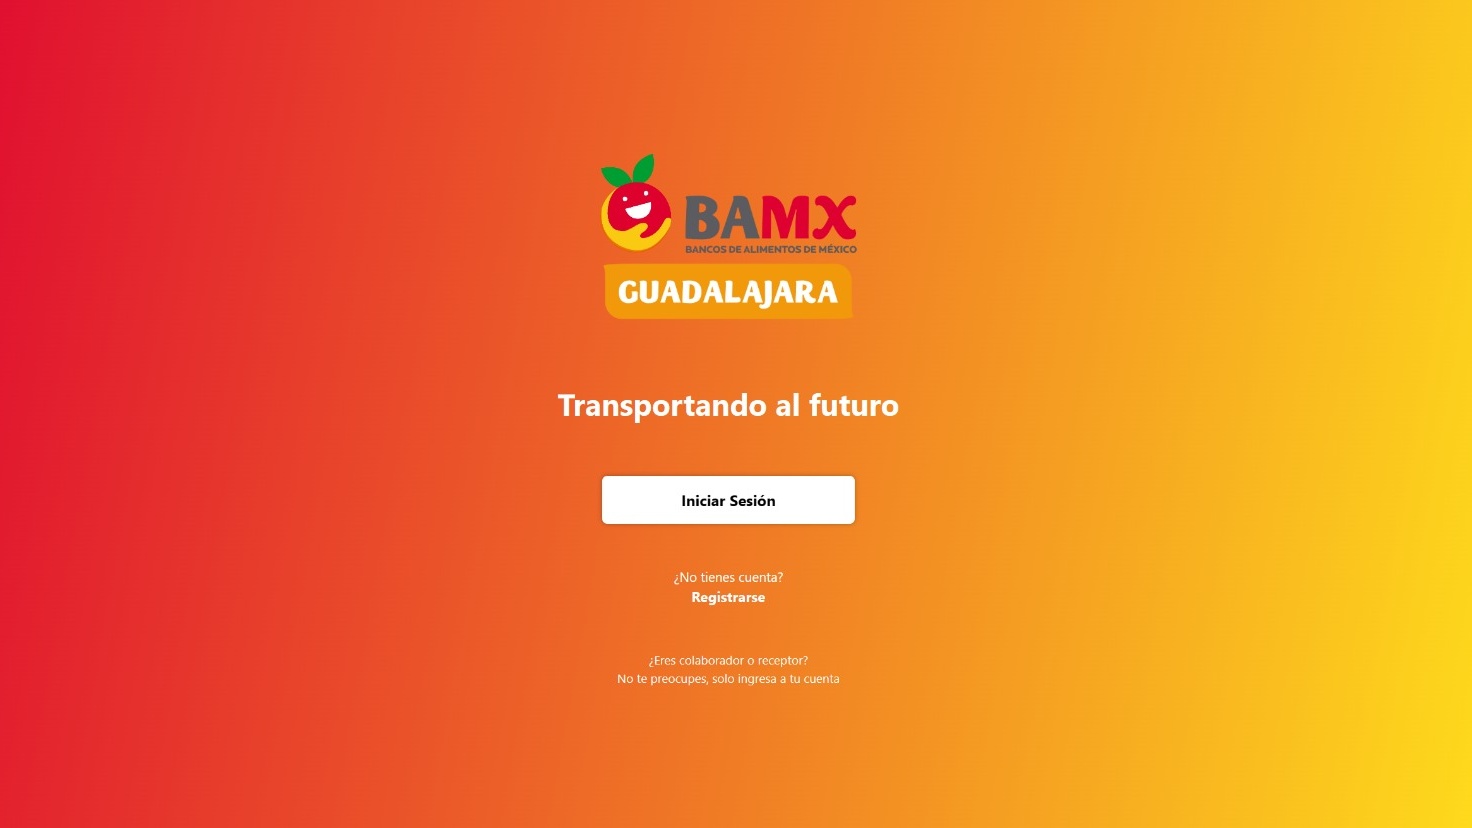 BAMX
BANCOS DE ALIMENTOS DE MÉXICO
GUADALAJARA
Transportando al futuro
Iniciar Sesión
¿No tienes cuenta?
Registrarse
¿Eres colaborador o receptor?
No te preocupes, solo ingresa a tu cuenta